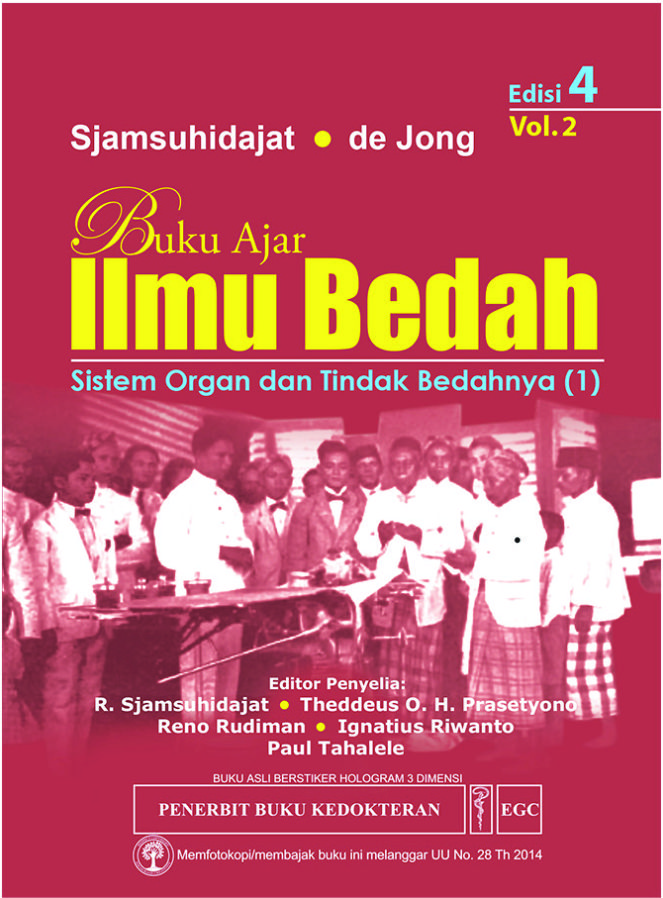 Edisi 4
Vol. 2
Sjamsuhidajat • de Jong
Buku Ajar
Ilmu Bedah
Sistem Organ dan Tindak Bedahnya (1)
Editor Penyelia:
R. Sjamsuhidajat • Theddeus O. H. Prasetyono
Reno Rudiman • Ignatius Riwanto
Paul Tahalele
BUKU ASLI BERSTIKER HOLOGRAM 3 DIMENSI
PENERBIT BUKU KEDOKTERAN EGC
Memfotokopi/membajak buku ini melanggar UU No. 28 Th 2014